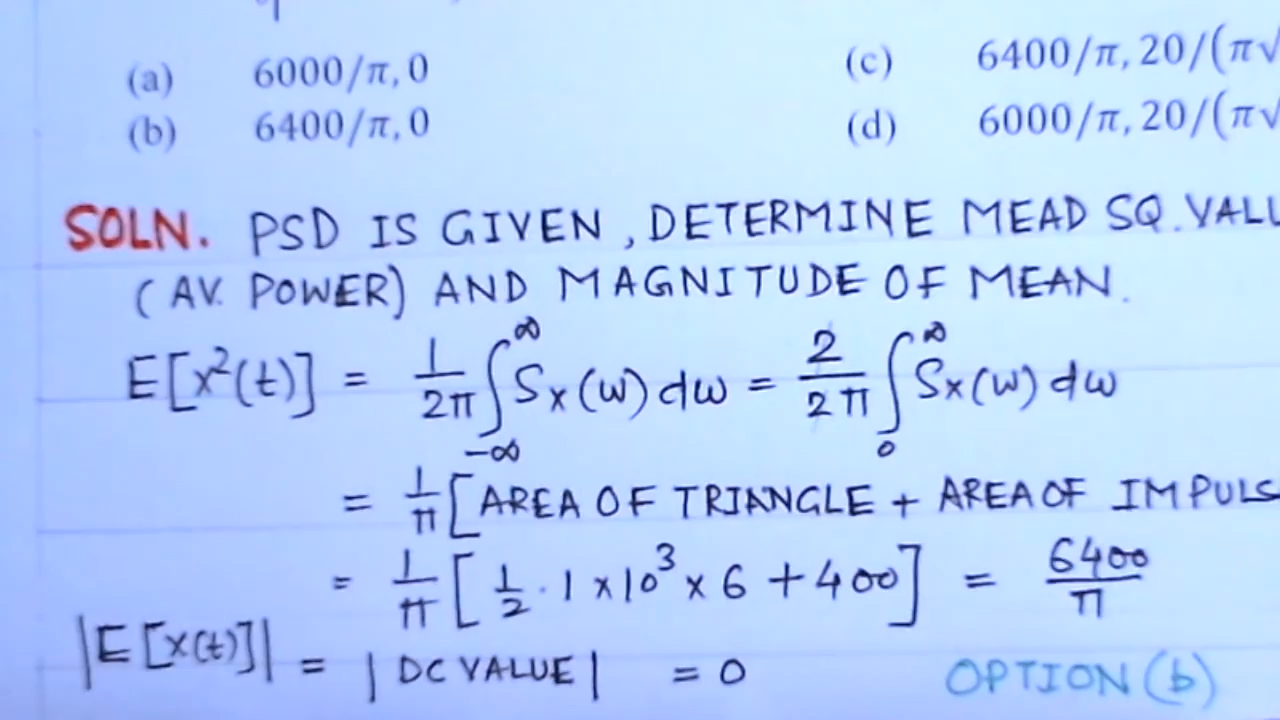 (a) 6000/π, 0 (c) 6400/π, 20/(π√
(b) 6400/π, 0 (d) 6000/π, 20/(π√
SOLN. PSD IS GIVEN, DETERMINE MEAD SQ. VALU
(AV. POWER) AND MAGNITUDE OF MEAN.
E[x²(t)] = 1/2π ∫_{-∞}^{∞} Sx(ω) dω = 2/2π ∫_{0}^{∞} Sx(ω) dω
= 1/π [AREA OF TRIANGLE + AREA OF IMPULS
= 1/π [1/2 · 1 x 10³ x 6 + 400] = 6400/π
|E[x(t)]| = | DC VALUE | = 0 OPTION (b)